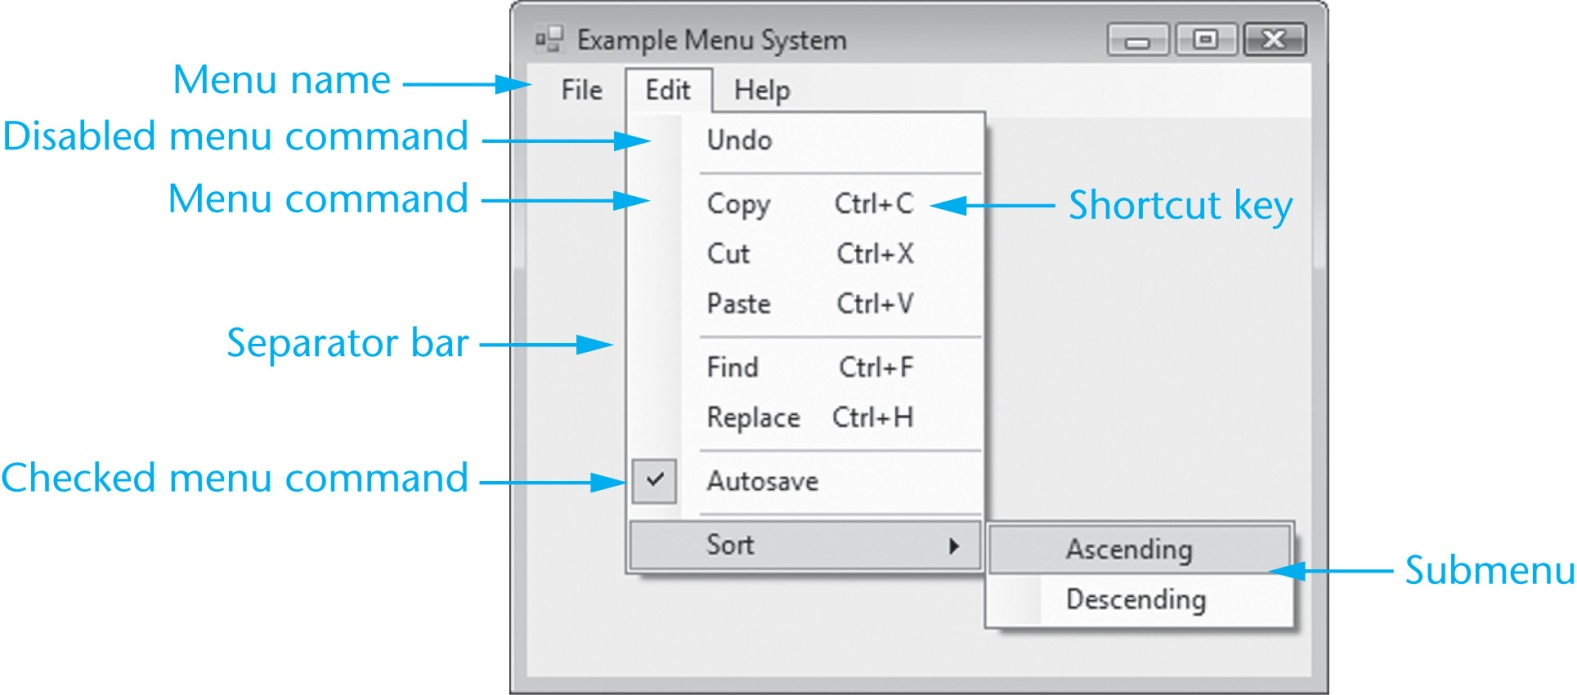 Example Menu System
Menu name
File Edit Help
Disabled menu command
Undo
Menu command
Copy Ctrl+C
Shortcut key
Cut Ctrl+X
Paste Ctrl+V
Separator bar
Find Ctrl+F
Replace Ctrl+H
Checked menu command
Autosave
Sort
Ascending
Submenu
Descending